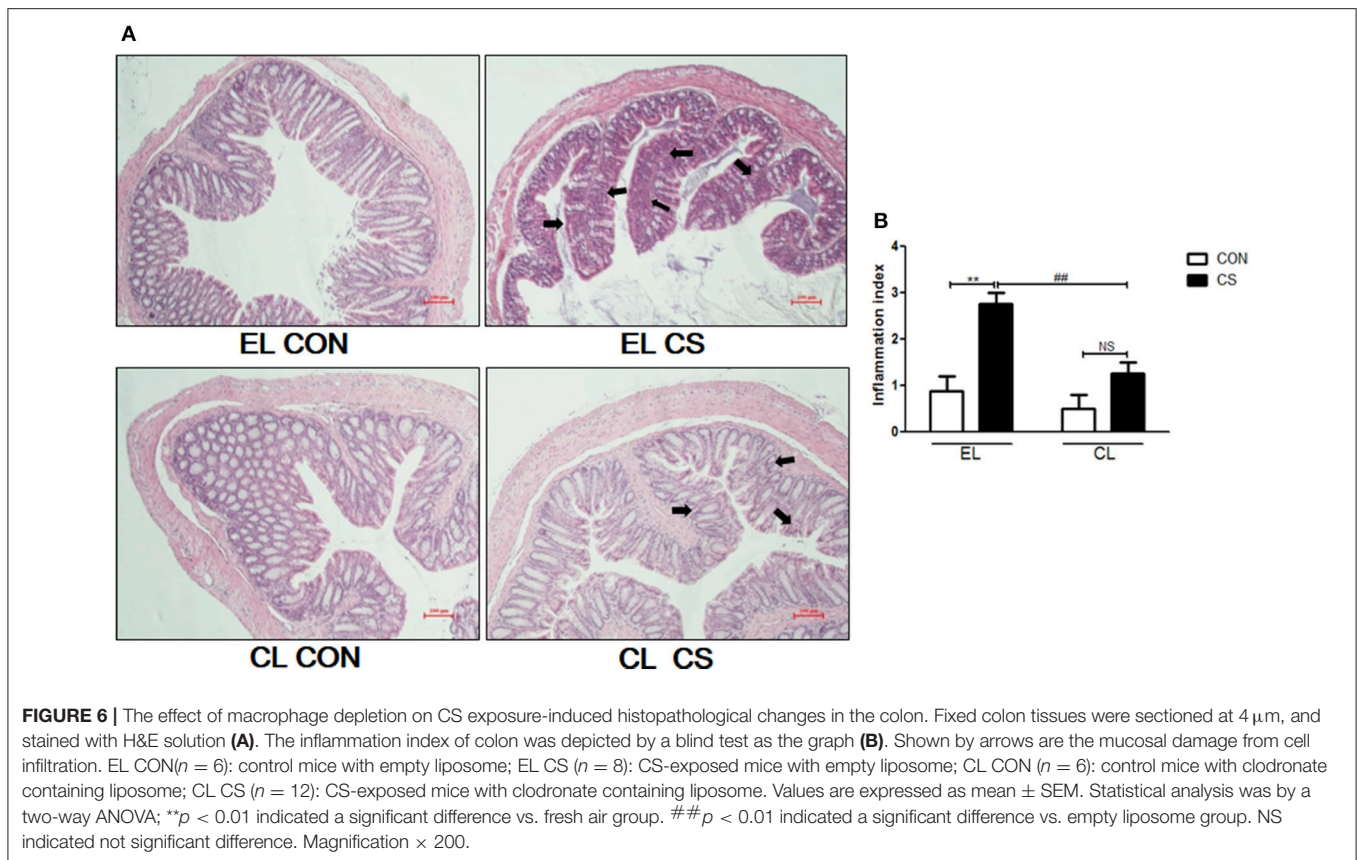 A
EL CON
EL CS
CL CON
CL CS
B
4
3
2
1
0
Inflammation index
**
##
NS
EL
CL
CON
CS
FIGURE 6 | The effect of macrophage depletion on CS exposure-induced histopathological changes in the colon. Fixed colon tissues were sectioned at 4 μm, and
stained with H&E solution (A). The inflammation index of colon was depicted by a blind test as the graph (B). Shown by arrows are the mucosal damage from cell
infiltration. EL CON(n = 6): control mice with empty liposome; EL CS (n = 8): CS-exposed mice with empty liposome; CL CON (n = 6): control mice with clodronate
containing liposome; CL CS (n = 12): CS-exposed mice with clodronate containing liposome. Values are expressed as mean ± SEM. Statistical analysis was by a
two-way ANOVA; **p < 0.01 indicated a significant difference vs. fresh air group. ##p < 0.01 indicated a significant difference vs. empty liposome group. NS
indicated not significant difference. Magnification × 200.